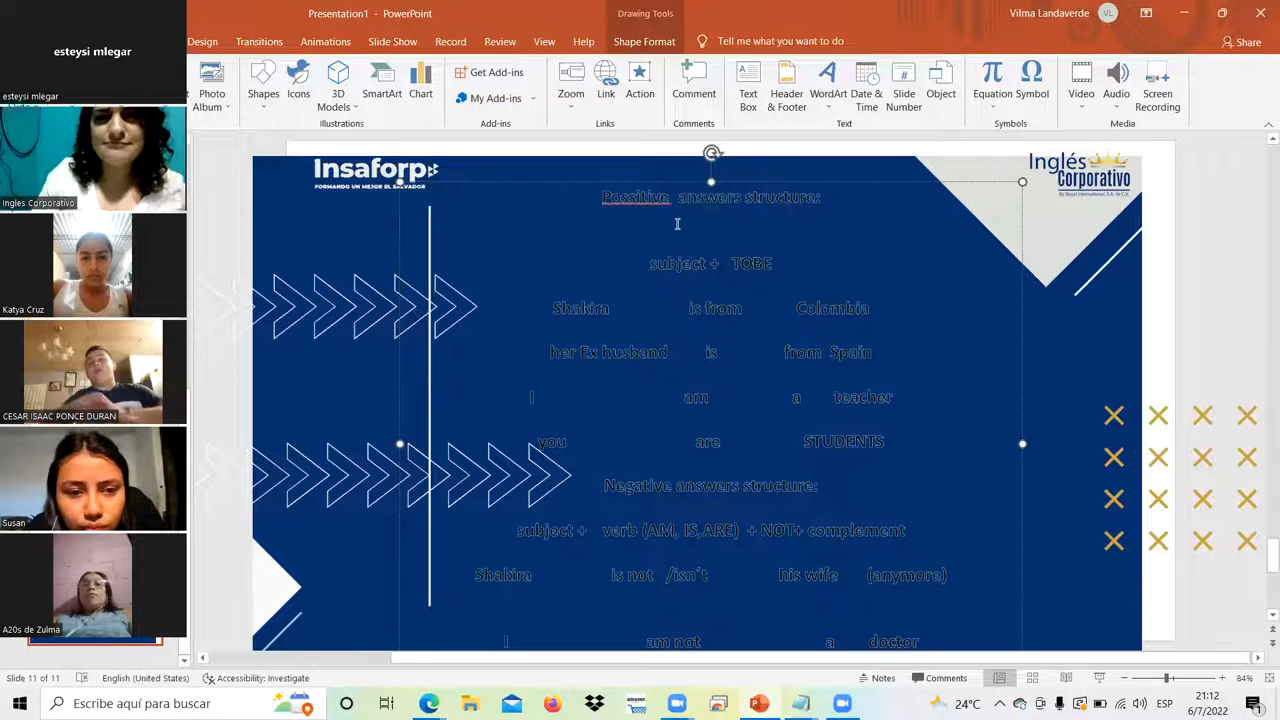 Presentation1 - PowerPoint
Drawing Tools
Vilma Landaverde VL
Design Transitions Animations Slide Show Record Review View Help Shape Format Tell me what you want to do Share
Photo Album
Shapes
Icons
3D Models
SmartArt
Chart
Get Add-ins
My Add-ins
Zoom
Link
Action
Comment
Text Box
Header & Footer
WordArt
Date & Time
Slide Number
Object
Equation
Symbol
Video
Audio
Screen Recording
Illustrations Add-ins Links Comments Text Symbols Media
esteysi mlegar
esteysi mlegar
Ingles Corporativo
Katya Cruz
CESAR ISAAC PONCE DURAN
Susan
A20s de Zulma
Insaforp
FORMANDO UN MEJOR EL SALVADOR
Inglés
Corporativo
By Begal International, S.A. de C.V.
Possitive answers structure:
subject + TOBE
Shakira is from Colombia
her Ex husband is from Spain
I am a teacher
you are STUDENTS
Negative answers structure:
subject + verb (AM, IS,ARE) + NOT+ complement
Shakira is not /isn´t his wife (anymore)
I am not a doctor
Slide 11 of 11 English (United States) Accessibility: Investigate Notes Comments 84%
Escribe aquí para buscar
amazon
24°C
ESP
21:12
6/7/2022
1